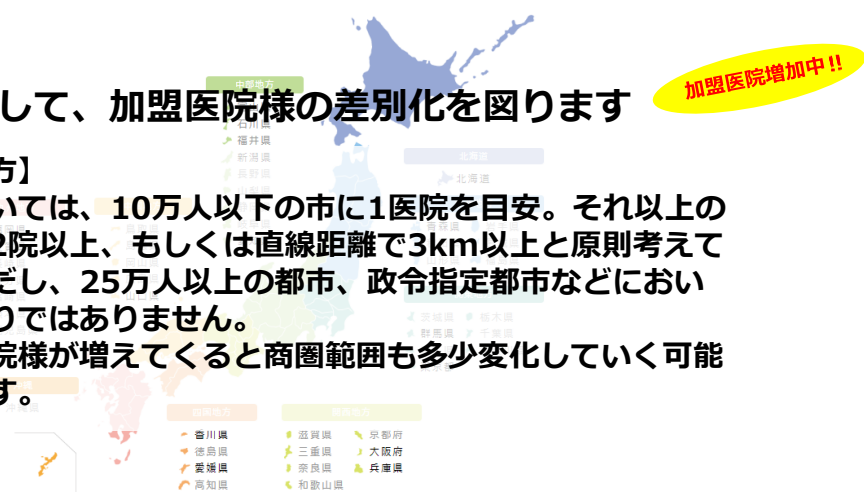 加盟医院増加中!!
して、加盟医院様の差別化を図ります
方】
いては、10万人以下の市に1医院を目安。それ以上の
2院以上、もしくは直線距離で3km以上と原則考えて
だし、25万人以上の都市、政令指定都市などにおい
りではありません。
院様が増えてくると商圏範囲も多少変化していく可能
す。
中部地方
石川県
福井県
新潟県
長野県
北海道
北海道
山口県
茨城県 栃木県
群馬県 千葉県
沖縄県
四国地方
香川県
徳島県
愛媛県
高知県
滋賀県 京都府
三重県 大阪府
奈良県 兵庫県
和歌山県